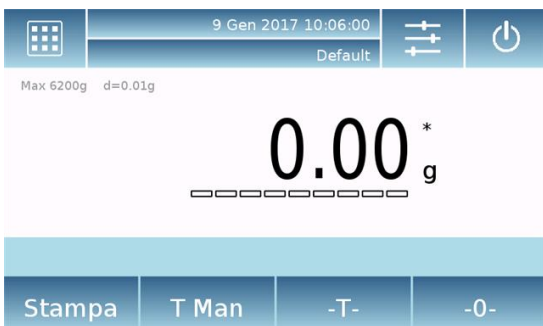 9 Gen 2017 10:06:00
Default
Max 6200g d=0.01g
0.00 *
g
Stampa T Man -T- -0-